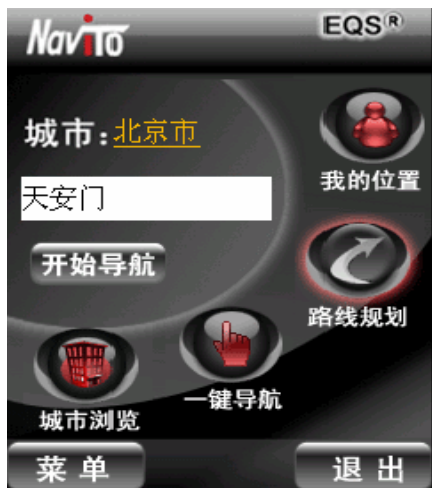 NaviTo
EQS®
城市:北京市
我的位置
天安门
开始导航
路线规划
一键导航
城市浏览
菜单
退出